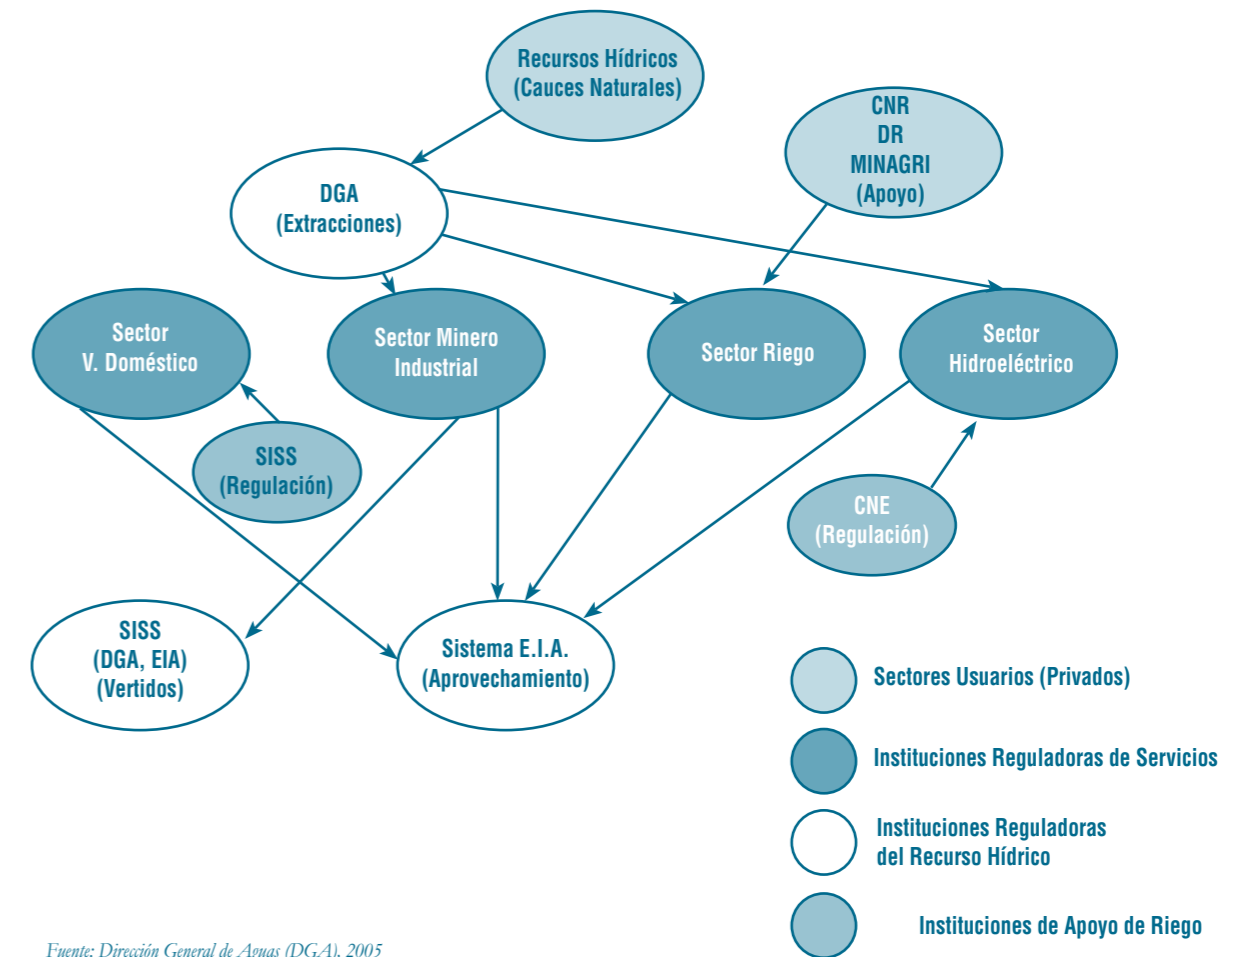 Recursos Hídricos
(Cauces Naturales)
CNR
DR
MINAGRI
(Apoyo)
DGA
(Extracciones)
Sector
V. Doméstico
Sector Minero
Industrial
Sector Riego
Sector
Hidroeléctrico
SISS
(Regulación)
CNE
(Regulación)
SISS
(DGA, EIA)
(Vertidos)
Sistema E.I.A.
(Aprovechamiento)
Sectores Usuarios (Privados)
Instituciones Reguladoras de Servicios
Instituciones Reguladoras
del Recurso Hídrico
Instituciones de Apoyo de Riego
Fuente: Dirección General de Aguas (DGA), 2005